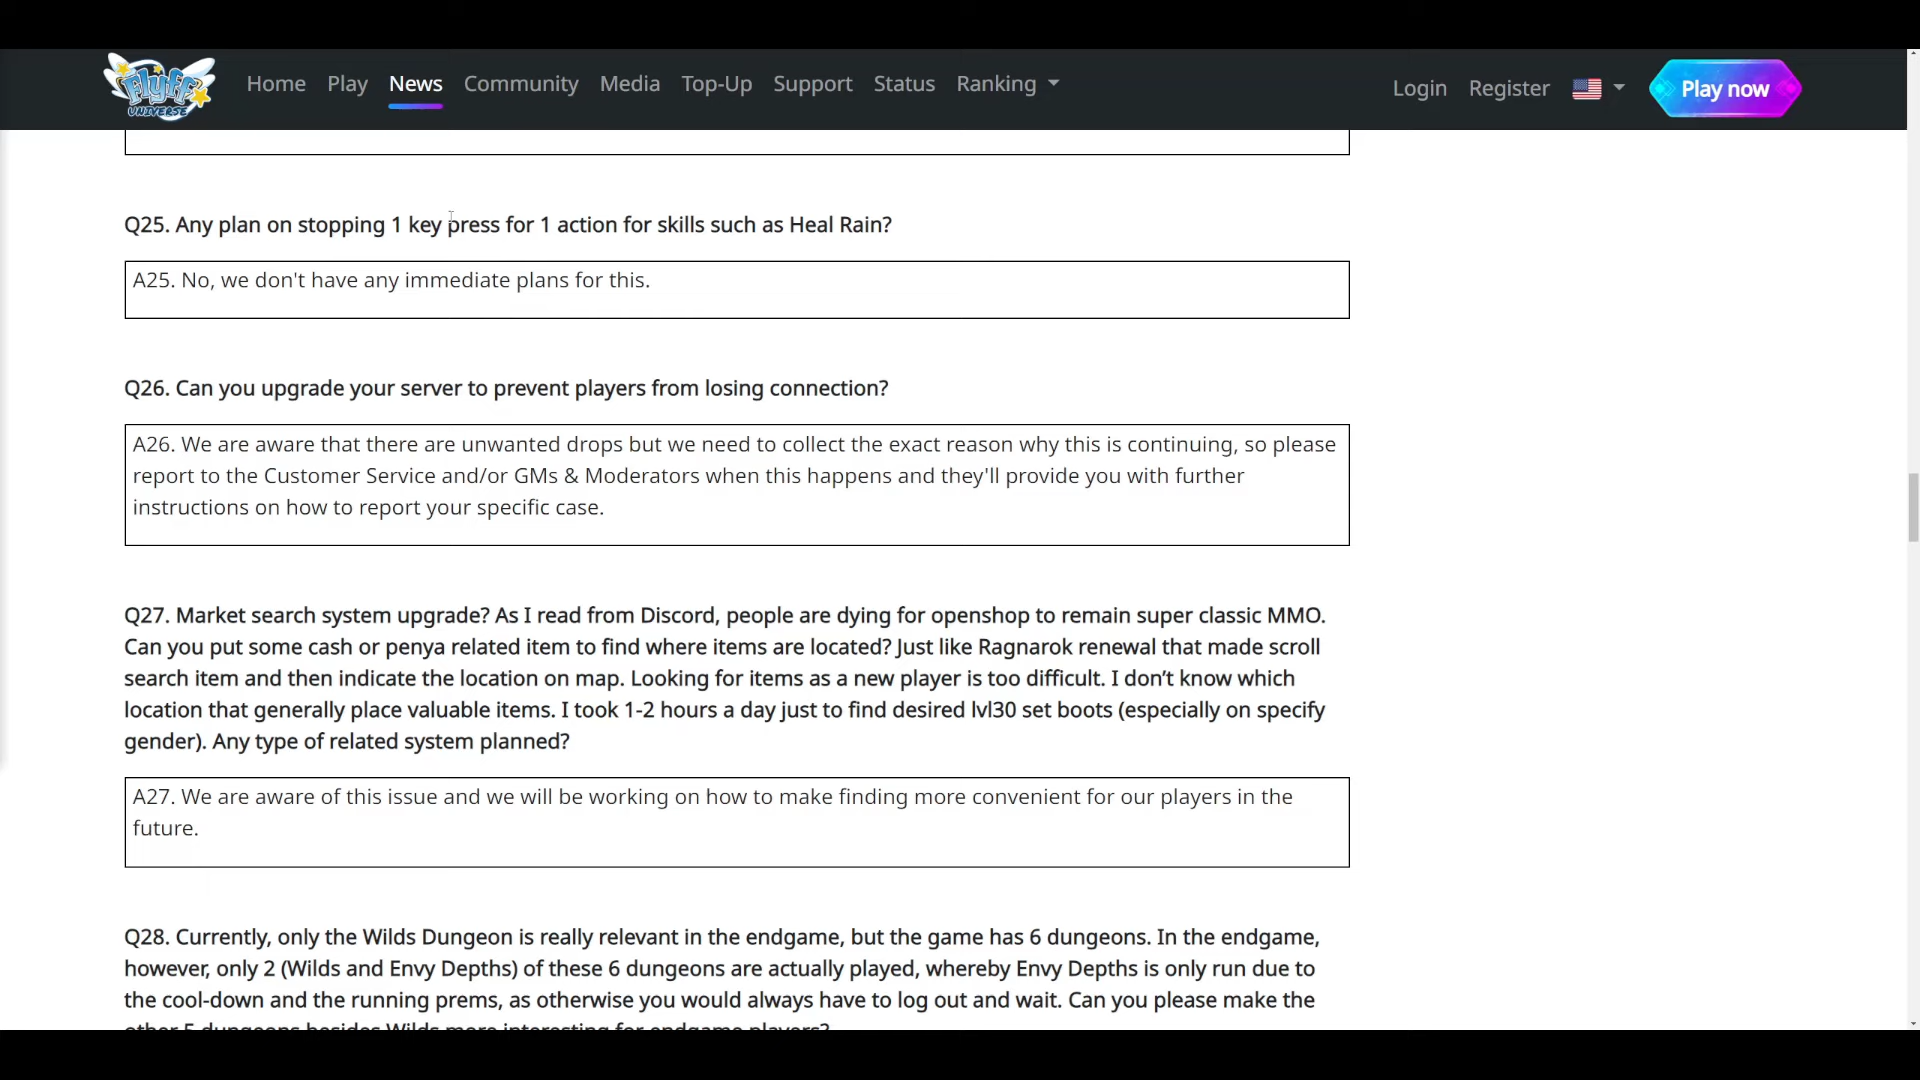 Flyff
UNIVERSE
Home Play News Community Media Top-Up Support Status Ranking
Login Register Play now
Q25. Any plan on stopping 1 key press for 1 action for skills such as Heal Rain?
A25. No, we don't have any immediate plans for this.
Q26. Can you upgrade your server to prevent players from losing connection?
A26. We are aware that there are unwanted drops but we need to collect the exact reason why this is continuing, so please
report to the Customer Service and/or GMs & Moderators when this happens and they'll provide you with further
instructions on how to report your specific case.
Q27. Market search system upgrade? As I read from Discord, people are dying for openshop to remain super classic MMO.
Can you put some cash or penya related item to find where items are located? Just like Ragnarok renewal that made scroll
search item and then indicate the location on map. Looking for items as a new player is too difficult. I don’t know which
location that generally place valuable items. I took 1-2 hours a day just to find desired lvl30 set boots (especially on specify
gender). Any type of related system planned?
A27. We are aware of this issue and we will be working on how to make finding more convenient for our players in the
future.
Q28. Currently, only the Wilds Dungeon is really relevant in the endgame, but the game has 6 dungeons. In the endgame,
however, only 2 (Wilds and Envy Depths) of these 6 dungeons are actually played, whereby Envy Depths is only run due to
the cool-down and the running prems, as otherwise you would always have to log out and wait. Can you please make the
other 5 dungeons besides Wilds more interesting for endgame players?